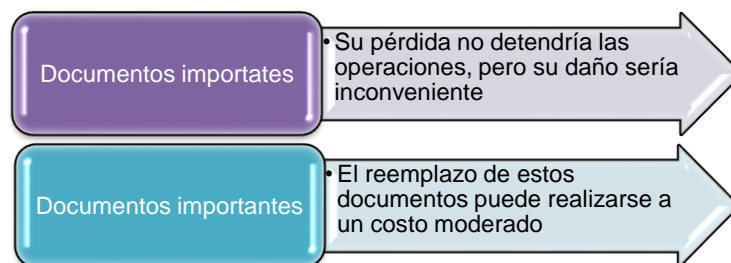 Documentos importates
• Su pérdida no detendría las
operaciones, pero su daño sería
inconveniente
Documentos importantes
• El reemplazo de estos
documentos puede realizarse a
un costo moderado